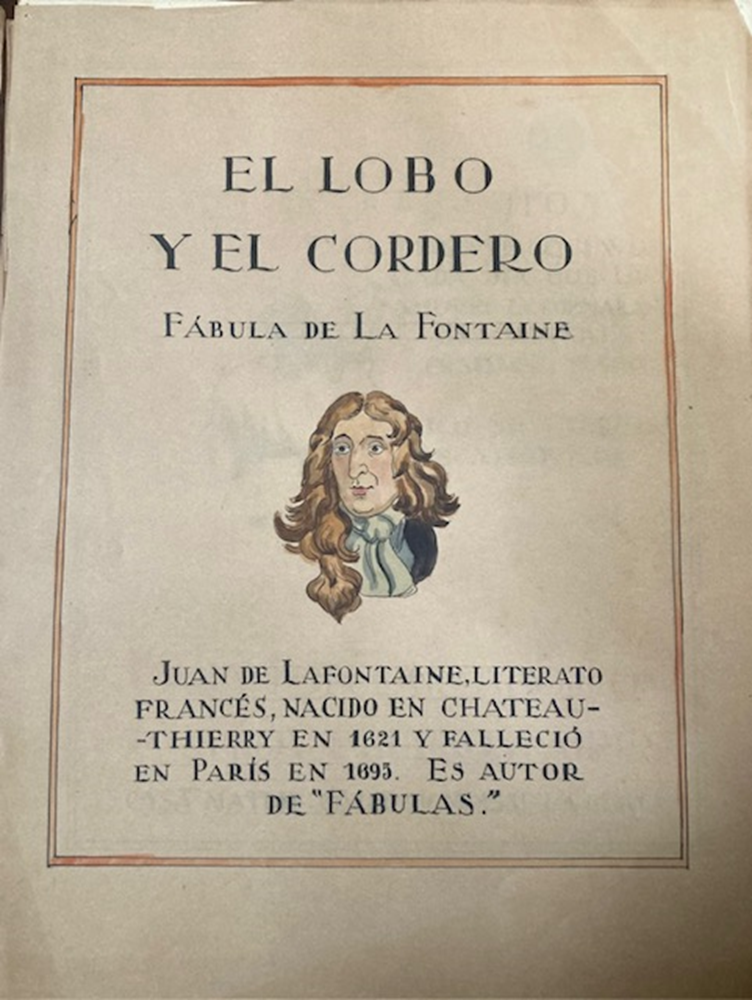 EL LOBO
Y EL CORDERO
FÁBULA DE LA FONTAINE
JUAN DE LAFONTAINE, LITERATO
FRANCÉS, NACIDO EN CHATEAU-
-THIERRY EN 1621 Y FALLECIÓ
EN PARÍS EN 1695. ES AUTOR
DE "FÁBULAS."